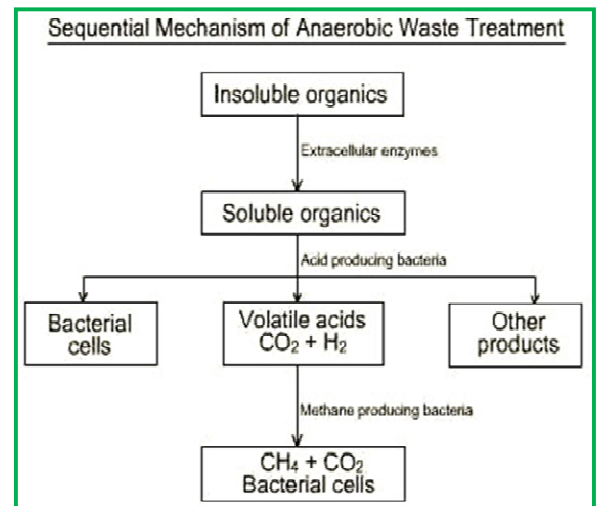 Sequential Mechanism of Anaerobic Waste Treatment
Insoluble organics
Extracellular enzymes
Soluble organics
Acid producing bacteria
Bacterial
cells
Volatile acids
CO₂ + H₂
Other
products
Methane producing bacteria
CH₄ + CO₂
Bacterial cells